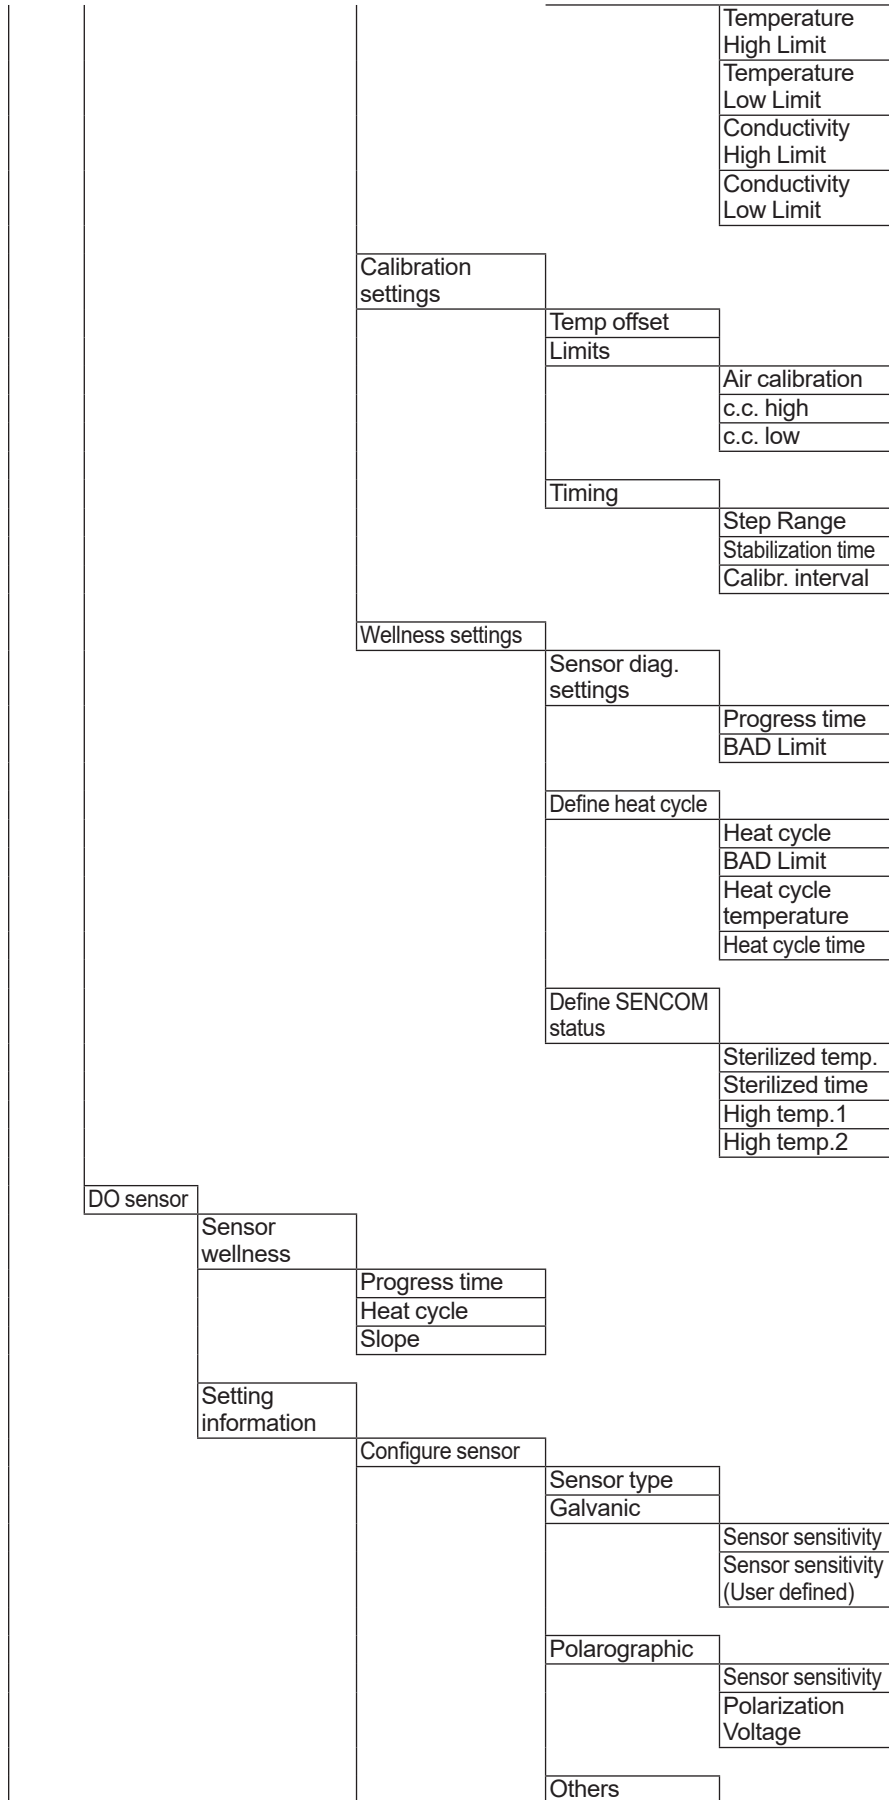 Temperature
High Limit
Temperature
Low Limit
Conductivity
High Limit
Conductivity
Low Limit
Calibration
settings
Temp offset
Limits
Air calibration
c.c. high
c.c. low
Timing
Step Range
Stabilization time
Calibr. interval
Wellness settings
Sensor diag.
settings
Progress time
BAD Limit
Define heat cycle
Heat cycle
BAD Limit
Heat cycle
temperature
Heat cycle time
Define SENCOM
status
Sterilized temp.
Sterilized time
High temp.1
High temp.2
DO sensor
Sensor
wellness
Progress time
Heat cycle
Slope
Setting
information
Configure sensor
Sensor type
Galvanic
Sensor sensitivity
Sensor sensitivity
(User defined)
Polarographic
Sensor sensitivity
Polarization
Voltage
Others